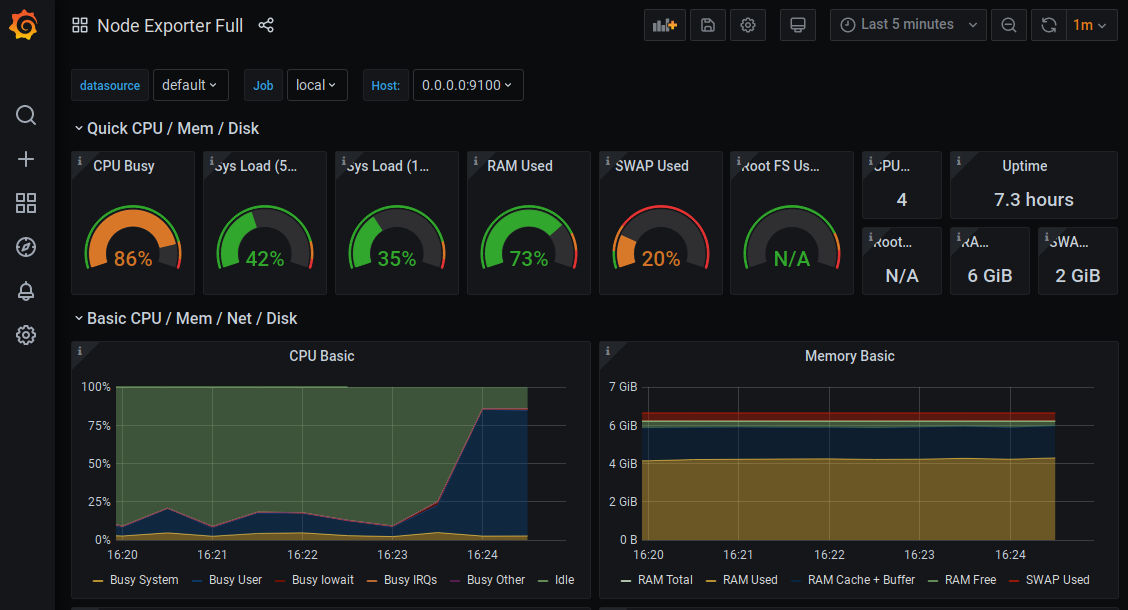 Node Exporter Full
Last 5 minutes
1m
datasource default Job local Host: 0.0.0.0:9100
Quick CPU / Mem / Disk
CPU Busy
86%
Sys Load (5...
42%
Sys Load (1...
35%
RAM Used
73%
SWAP Used
20%
Root FS Us...
N/A
CPU...
4
Uptime
7.3 hours
Root...
N/A
RA...
6 GiB
SWA...
2 GiB
Basic CPU / Mem / Net / Disk
CPU Basic
100%
75%
50%
25%
0%
16:20 16:21 16:22 16:23 16:24
Busy System Busy User Busy Iowait Busy IRQs Busy Other Idle
Memory Basic
7 GiB
6 GiB
4 GiB
2 GiB
0 B
16:20 16:21 16:22 16:23 16:24
RAM Total RAM Used RAM Cache + Buffer RAM Free SWAP Used